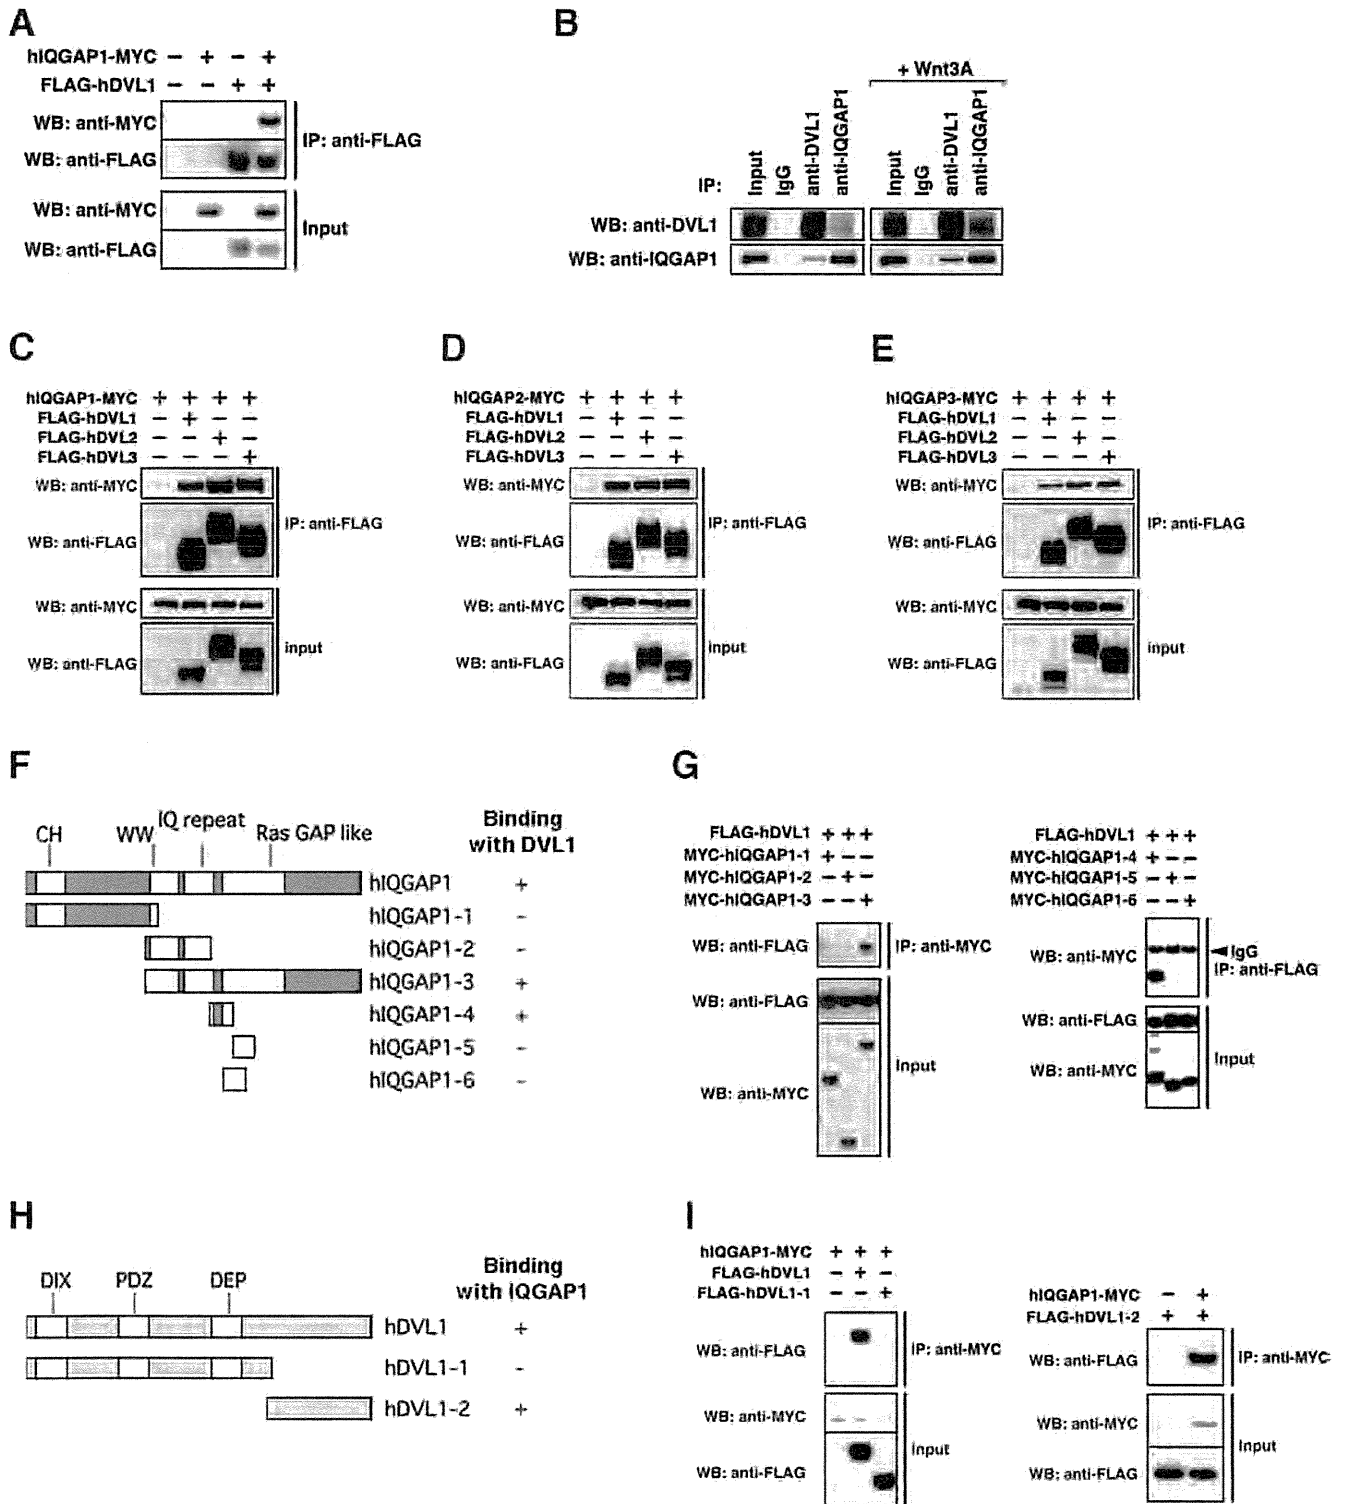 A
hIQGAP1-MYC − + − +
FLAG-hDVL1 − − + +
WB: anti-MYC
WB: anti-FLAG
IP: anti-FLAG
WB: anti-MYC
WB: anti-FLAG
Input
B
+ Wnt3A
IP: Input IgG anti-DVL1 anti-IQGAP1 Input IgG anti-DVL1 anti-IQGAP1
WB: anti-DVL1
WB: anti-IQGAP1
C
hIQGAP1-MYC + + + +
FLAG-hDVL1 − + − −
FLAG-hDVL2 − − + −
FLAG-hDVL3 − − − +
WB: anti-MYC
WB: anti-FLAG
IP: anti-FLAG
WB: anti-MYC
WB: anti-FLAG
input
D
hIQGAP2-MYC + + + +
FLAG-hDVL1 − + − −
FLAG-hDVL2 − − + −
FLAG-hDVL3 − − − +
WB: anti-MYC
WB: anti-FLAG
IP: anti-FLAG
WB: anti-MYC
WB: anti-FLAG
input
E
hIQGAP3-MYC + + + +
FLAG-hDVL1 − + − −
FLAG-hDVL2 − − + −
FLAG-hDVL3 − − − +
WB: anti-MYC
WB: anti-FLAG
IP: anti-FLAG
WB: anti-MYC
WB: anti-FLAG
input
F
CH WW IQ repeat Ras GAP like
Binding
with DVL1
hIQGAP1 +
hIQGAP1-1 -
hIQGAP1-2 -
hIQGAP1-3 +
hIQGAP1-4 +
hIQGAP1-5 -
hIQGAP1-6 -
G
FLAG-hDVL1 + + +
MYC-hIQGAP1-1 + − −
MYC-hIQGAP1-2 − + −
MYC-hIQGAP1-3 − − +
WB: anti-FLAG
IP: anti-MYC
WB: anti-FLAG
WB: anti-MYC
Input
FLAG-hDVL1 + + +
MYC-hIQGAP1-4 + − −
MYC-hIQGAP1-5 − + −
MYC-hIQGAP1-6 − − +
WB: anti-MYC
IgG
IP: anti-FLAG
WB: anti-FLAG
WB: anti-MYC
Input
H
DIX PDZ DEP
Binding
with IQGAP1
hDVL1 +
hDVL1-1 -
hDVL1-2 +
I
hIQGAP1-MYC + + +
FLAG-hDVL1 − + −
FLAG-hDVL1-1 − − +
WB: anti-FLAG
IP: anti-MYC
WB: anti-MYC
WB: anti-FLAG
Input
hIQGAP1-MYC − +
FLAG-hDVL1-2 + +
WB: anti-FLAG
IP: anti-MYC
WB: anti-MYC
WB: anti-FLAG
Input